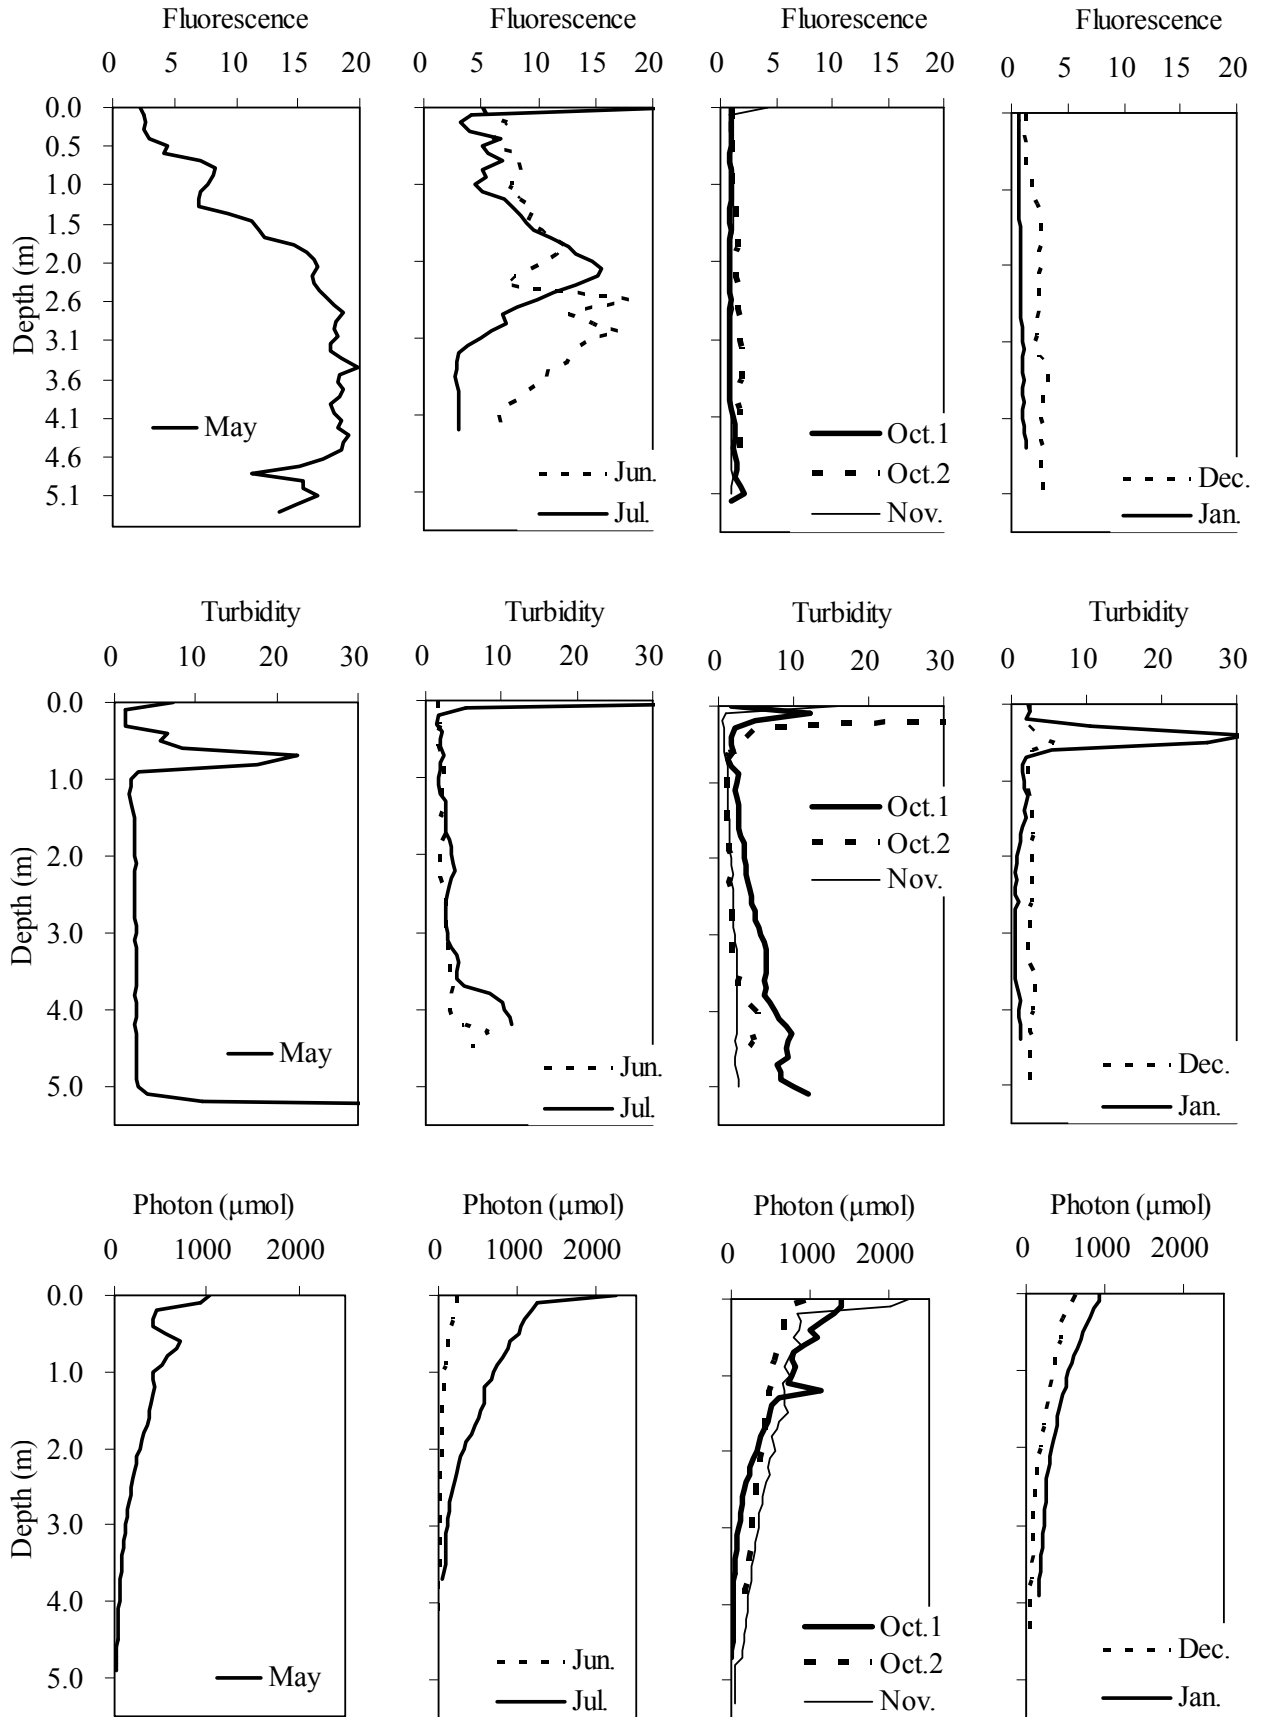 Fluorescence Fluorescence Fluorescence Fluorescence
0 5 10 15 20 0 5 10 15 20 0 5 10 15 20 0 5 10 15 20
0.0
0.5
1.0
1.5
2.0
2.6
3.1
3.6
4.1
4.6
5.1
Depth (m)
May
Jun.
Jul.
Oct.1
Oct.2
Nov.
Dec.
Jan.
Turbidity Turbidity Turbidity Turbidity
0 10 20 30 0 10 20 30 0 10 20 30 0 10 20 30
0.0
1.0
2.0
3.0
4.0
5.0
Depth (m)
May
Jun.
Jul.
Oct.1
Oct.2
Nov.
Dec.
Jan.
Photon (µmol) Photon (µmol) Photon (µmol) Photon (µmol)
0 1000 2000 0 1000 2000 0 1000 2000 0 1000 2000
0.0
1.0
2.0
3.0
4.0
5.0
Depth (m)
May
Jun.
Jul.
Oct.1
Oct.2
Nov.
Dec.
Jan.